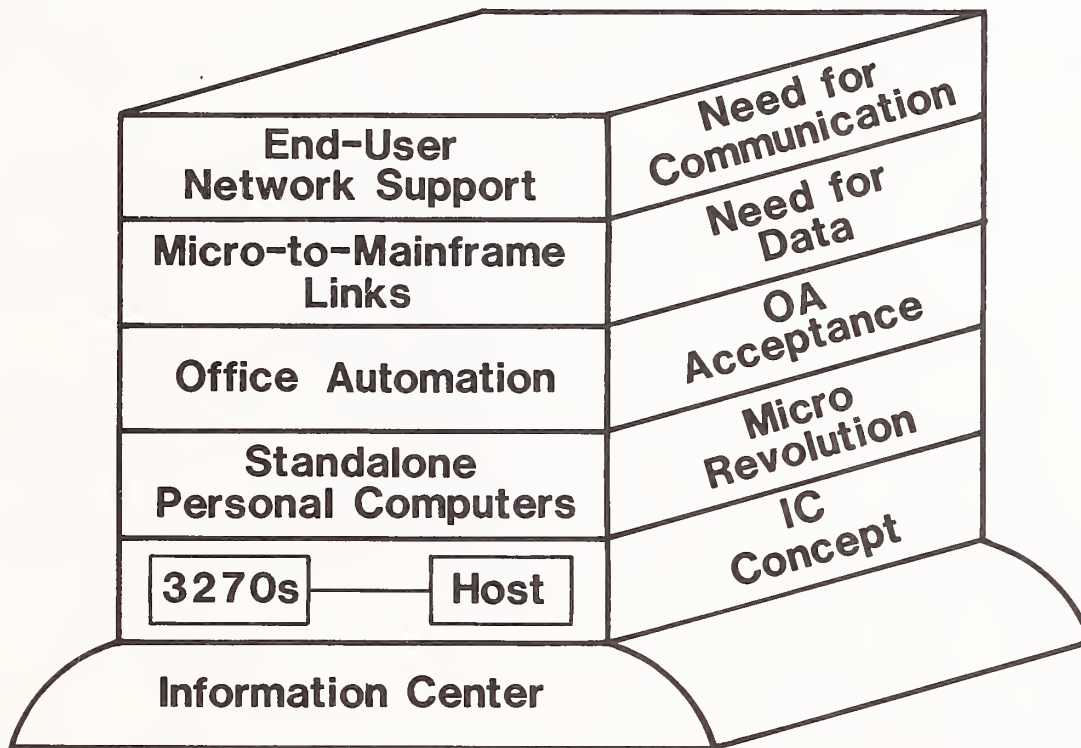 End-User
Network Support
Micro-to-Mainframe
Links
Office Automation
Standalone
Personal Computers
3270s
Host
Information Center
Need for
Communication
Need for
Data
OA
Acceptance
Micro
Revolution
IC
Concept